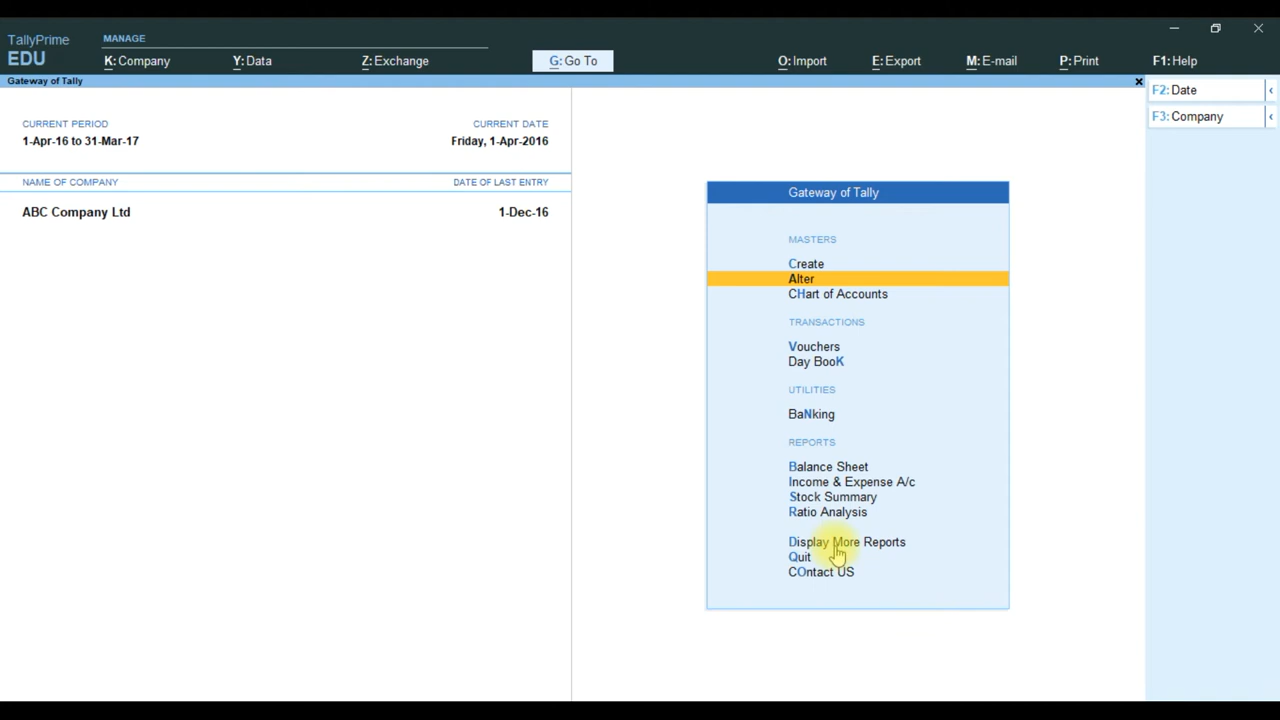 TallyPrime
EDU
MANAGE
K: Company
Y: Data
Z: Exchange
G: Go To
O: Import
E: Export
M: E-mail
P: Print
F1: Help
Gateway of Tally
F2: Date
F3: Company
CURRENT PERIOD
CURRENT DATE
1-Apr-16 to 31-Mar-17
Friday, 1-Apr-2016
NAME OF COMPANY
DATE OF LAST ENTRY
ABC Company Ltd
1-Dec-16
Gateway of Tally
MASTERS
Create
Alter
CHart of Accounts
TRANSACTIONS
Vouchers
Day BooK
UTILITIES
BaNking
REPORTS
Balance Sheet
Income & Expense A/c
Stock Summary
Ratio Analysis
Display More Reports
Quit
COntact US